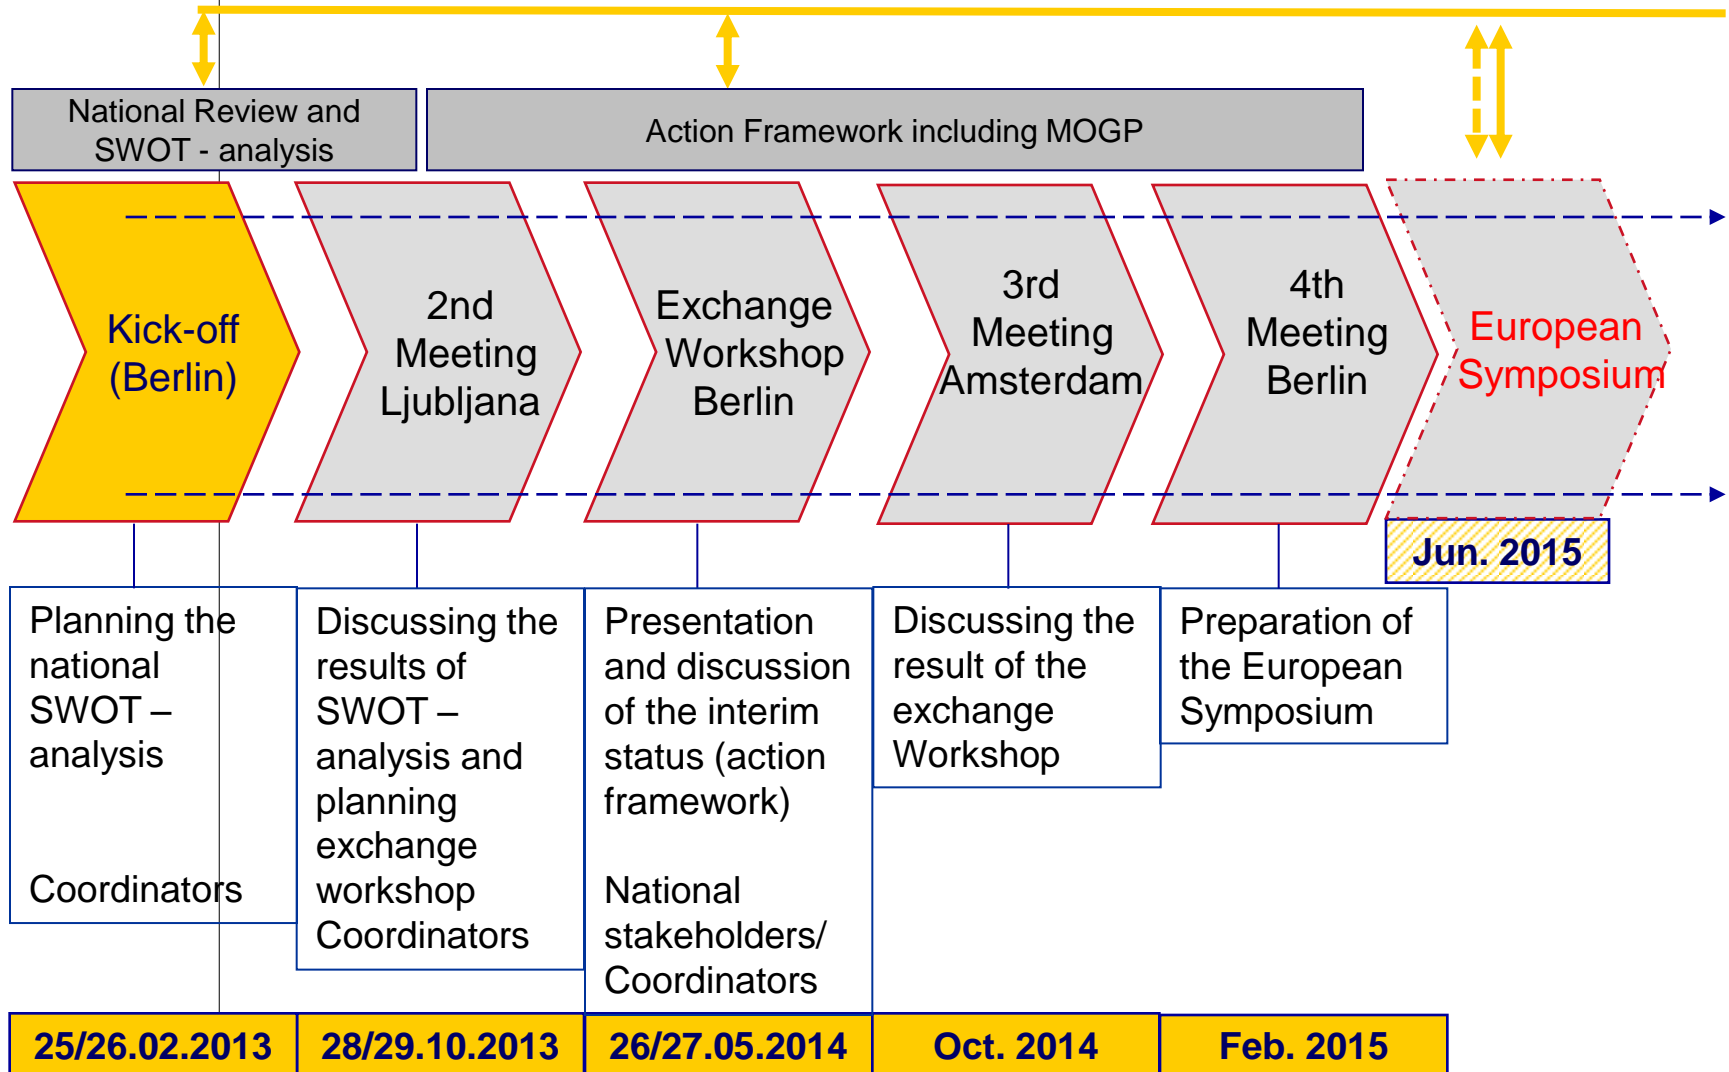 National Review and
SWOT - analysis
Action Framework including MOGP
Kick-off
(Berlin)
2nd
Meeting
Ljubljana
Exchange
Workshop
Berlin
3rd
Meeting
Amsterdam
4th
Meeting
Berlin
European
Symposium
Jun. 2015
Planning the
national
SWOT –
analysis
Coordinators
Discussing the
results of
SWOT –
analysis and
planning
exchange
workshop
Coordinators
Presentation
and discussion
of the interim
status (action
framework)
National
stakeholders/
Coordinators
Discussing the
result of the
exchange
Workshop
Preparation of
the European
Symposium
25/26.02.2013
28/29.10.2013
26/27.05.2014
Oct. 2014
Feb. 2015